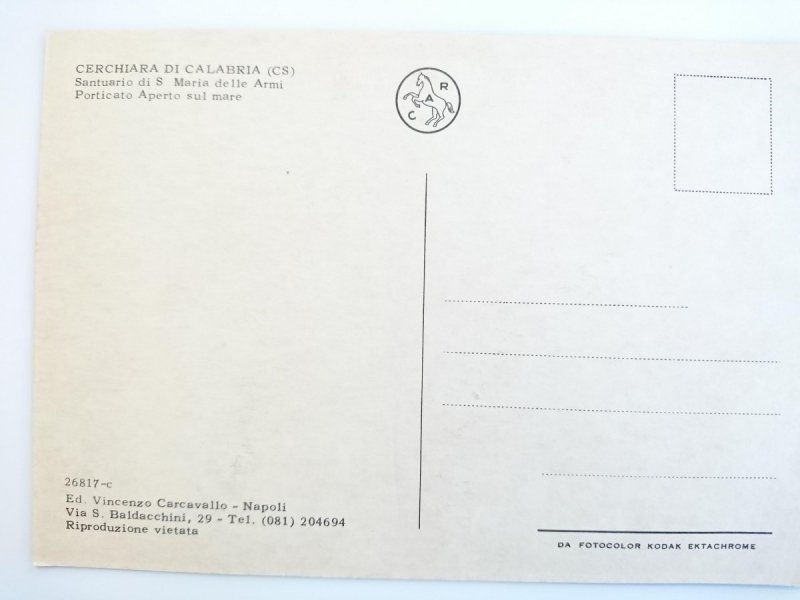 CERCHIARA DI CALABRIA (CS)
Santuario di S Maria delle Armi
Porticato Aperto sul mare
C A R
26817-c
Ed. Vincenzo Carcavallo - Napoli
Via S. Baldacchini, 29 - Tel. (081) 204694
Riproduzione vietata
DA FOTOCOLOR KODAK EKTACHROME